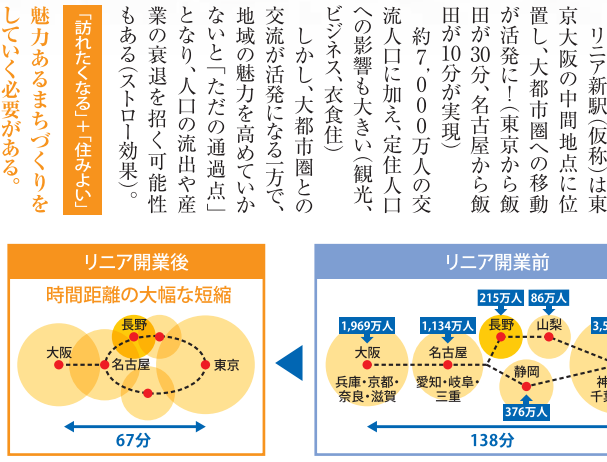 リニア新駅（仮称）は東
京大阪の中間地点に位
置し、大都市圏への移動
が活発に！（東京から飯
田が30分、名古屋から飯
田が10分が実現）
約7,000万人の交
流人口に加え、定住人口
への影響も大きい（観光、
ビジネス、衣食住）
しかし、大都市圏との
交流が活発になる一方で、
地域の魅力を高めていか
ないと「ただの通過点」
となり、人口の流出や産
業の衰退を招く可能性
もある（ストロー効果）。
「訪れたくなる」＋「住みよい」
魅力あるまちづくりを
していく必要がある。
リニア開業前
215万人
86万人
1,969万人
1,134万人
3,5
長野
山梨
大阪
名古屋
静岡
兵庫・京都・
奈良・滋賀
愛知・岐阜・
三重
神
千葉
376万人
138分
リニア開業後
時間距離の大幅な短縮
長野
大阪
名古屋
東京
67分